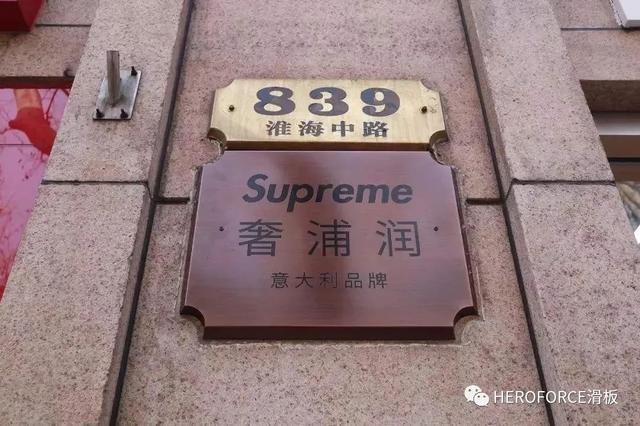 839
淮海中路
Supreme
奢浦润
意大利品牌
HEROFORCE滑板